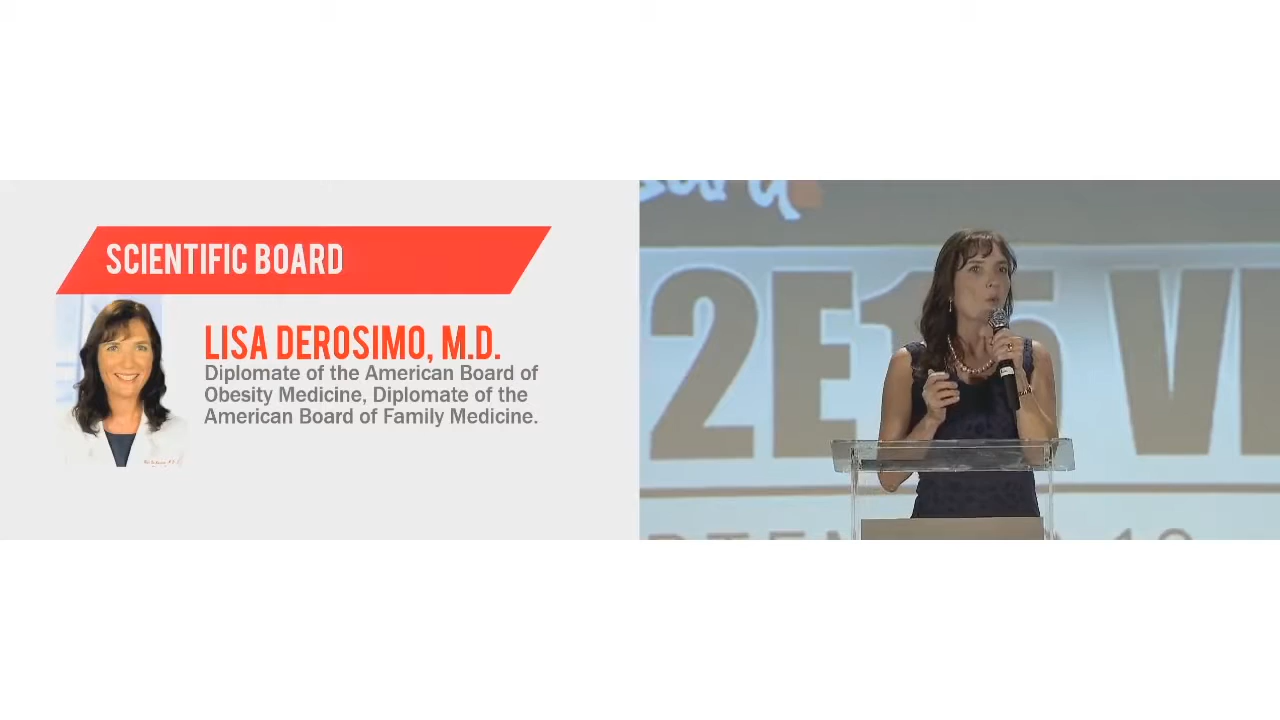 SCIENTIFIC BOARD
LISA DEROSIMO, M.D.
Diplomate of the American Board of
Obesity Medicine, Diplomate of the
American Board of Family Medicine.
2E15